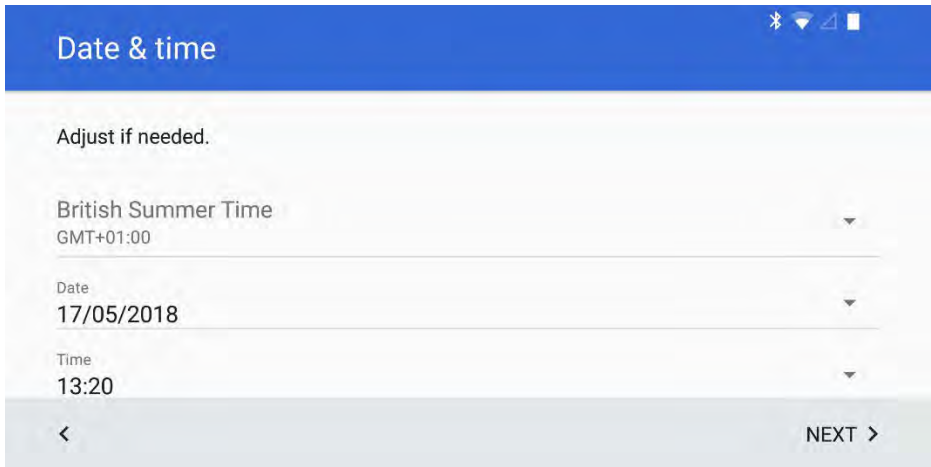 Date & time
Adjust if needed.
British Summer Time
GMT+01:00
Date
17/05/2018
Time
13:20
NEXT